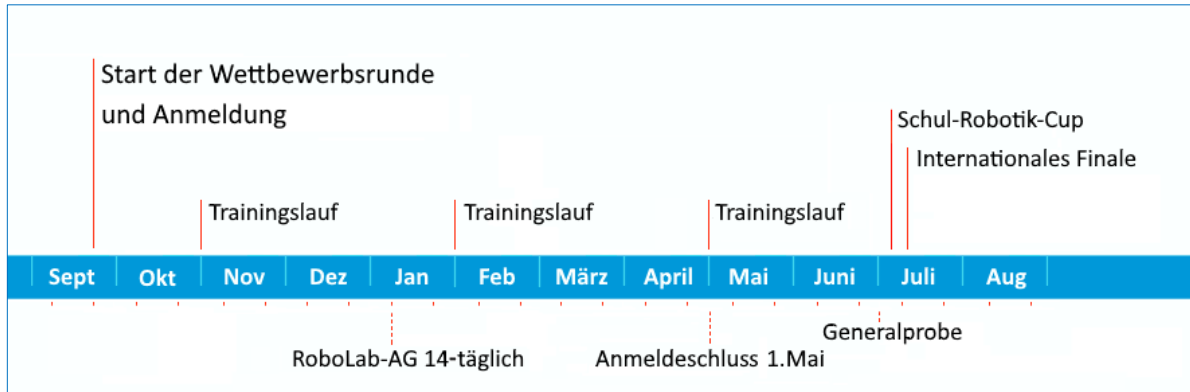 Start der Wettbewerbsrunde
und Anmeldung
Schul-Robotik-Cup
Internationales Finale
Trainingslauf
Trainingslauf
Trainingslauf
Sept Okt Nov Dez Jan Feb März April Mai Juni Juli Aug
Generalprobe
RoboLab-AG 14-täglich
Anmeldeschluss 1.Mai